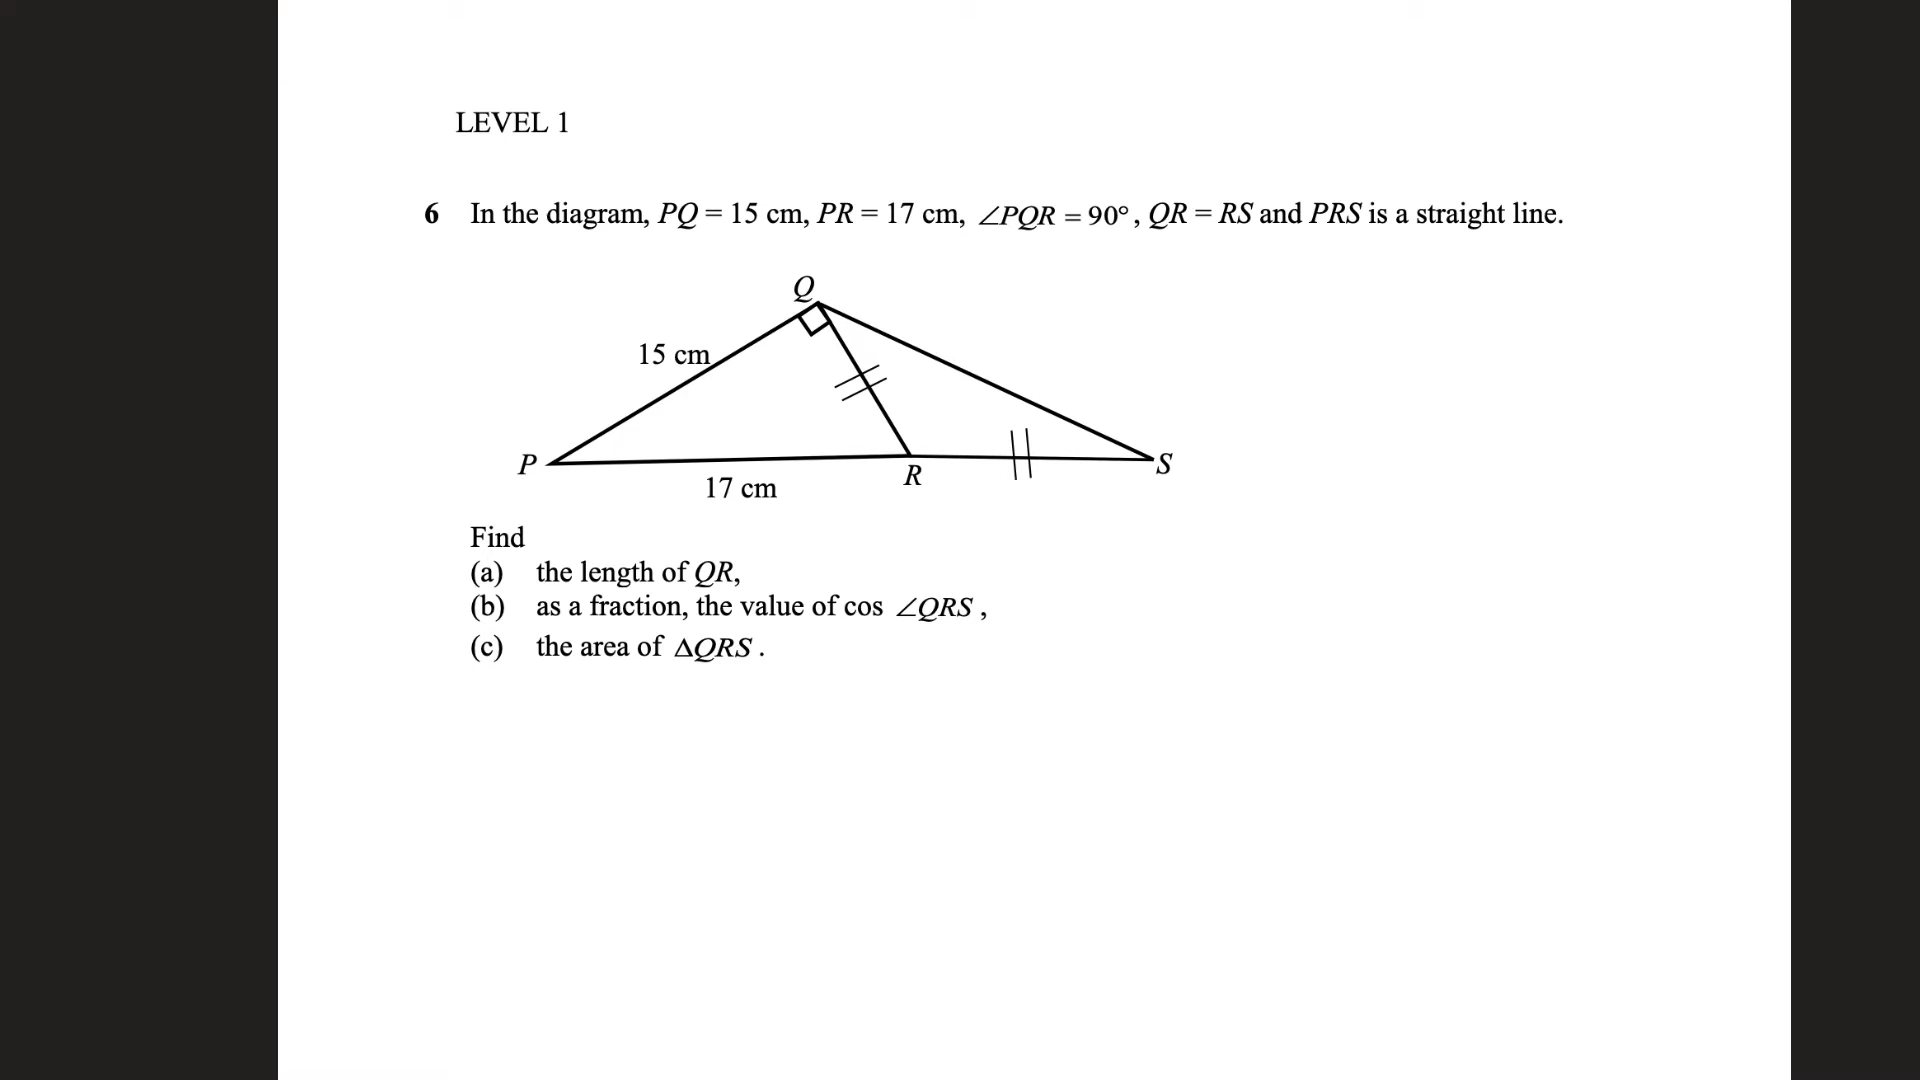 LEVEL 1
6 In the diagram, PQ = 15 cm, PR = 17 cm, ∠PQR = 90°, QR = RS and PRS is a straight line.
Q
15 cm
P
R
S
17 cm
Find
(a) the length of QR,
(b) as a fraction, the value of cos ∠QRS ,
(c) the area of ΔQRS .